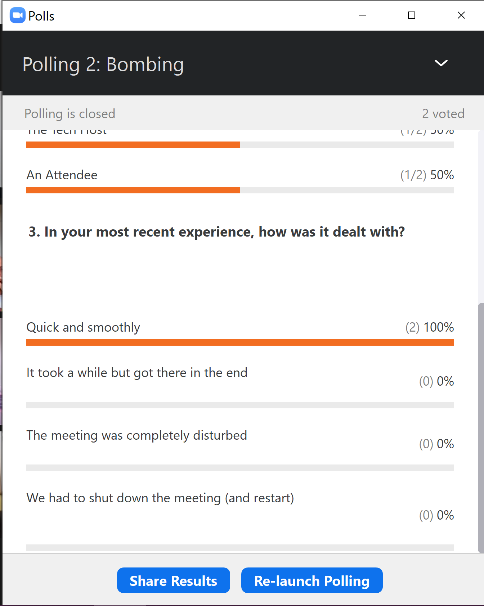 Polls
Polling 2: Bombing
Polling is closed 2 voted
The Tech Host (1/2) 50%
An Attendee (1/2) 50%
3. In your most recent experience, how was it dealt with?
Quick and smoothly (2) 100%
It took a while but got there in the end (0) 0%
The meeting was completely disturbed (0) 0%
We had to shut down the meeting (and restart) (0) 0%
Share Results Re-launch Polling